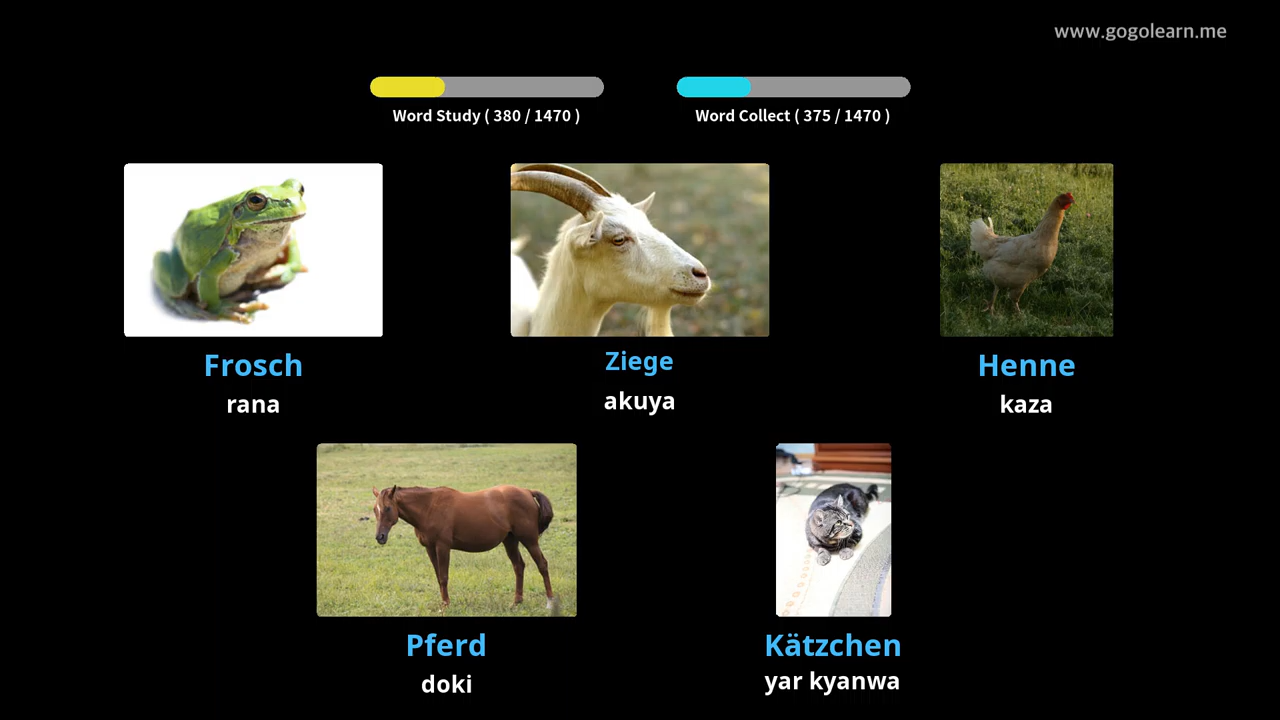 www.gogolearn.me
Word Study ( 380 / 1470 )
Word Collect ( 375 / 1470 )
Frosch
rana
Ziege
akuya
Henne
kaza
Pferd
doki
Kätzchen
yar kyanwa